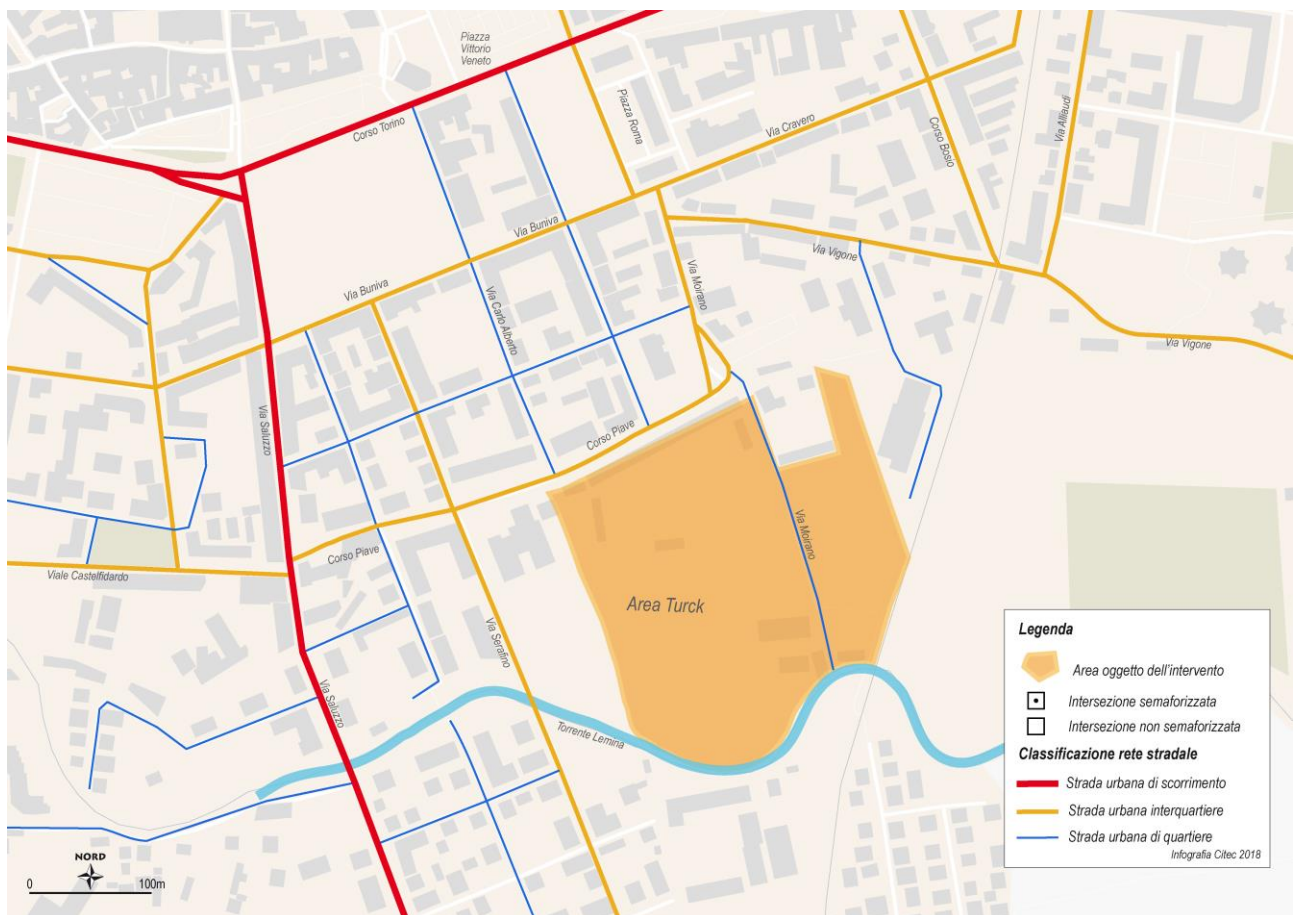 Piazza
Vittorio
Veneto
Corso Torino
Piazza Roma
Via Cravero
Corso Bosio
Via Alliaudi
Via Buniva
Via Buniva
Via Vigone
Via Moirano
Via Carlo Alberto
Via Vigone
Via Saluzzo
Corso Piave
Via Moirano
Corso Piave
Viale Castelfidardo
Area Turck
Via Serafino
Via Saluzzo
Torrente Lemina
Legenda
Area oggetto dell'intervento
Intersezione semaforizzata
Intersezione non semaforizzata
Classificazione rete stradale
Strada urbana di scorrimento
Strada urbana interquartiere
Strada urbana di quartiere
Infografia Citec 2018
NORD
0 100m